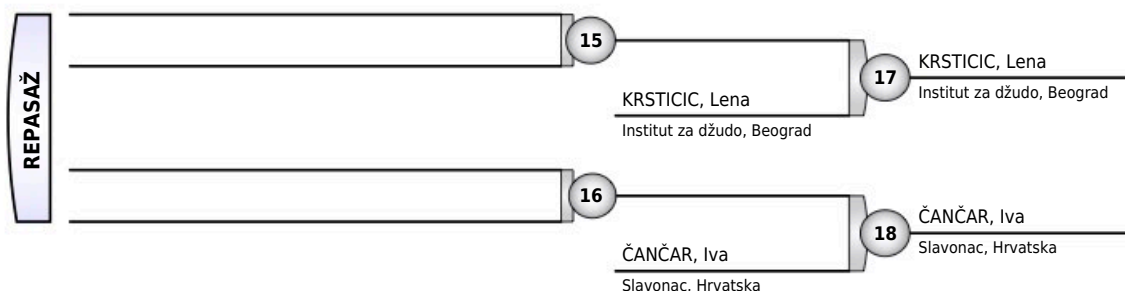 REPASAŽ
15
KRSTICIC, Lena
Institut za džudo, Beograd
17
KRSTICIC, Lena
Institut za džudo, Beograd
16
ČANČAR, Iva
Slavonac, Hrvatska
18
ČANČAR, Iva
Slavonac, Hrvatska